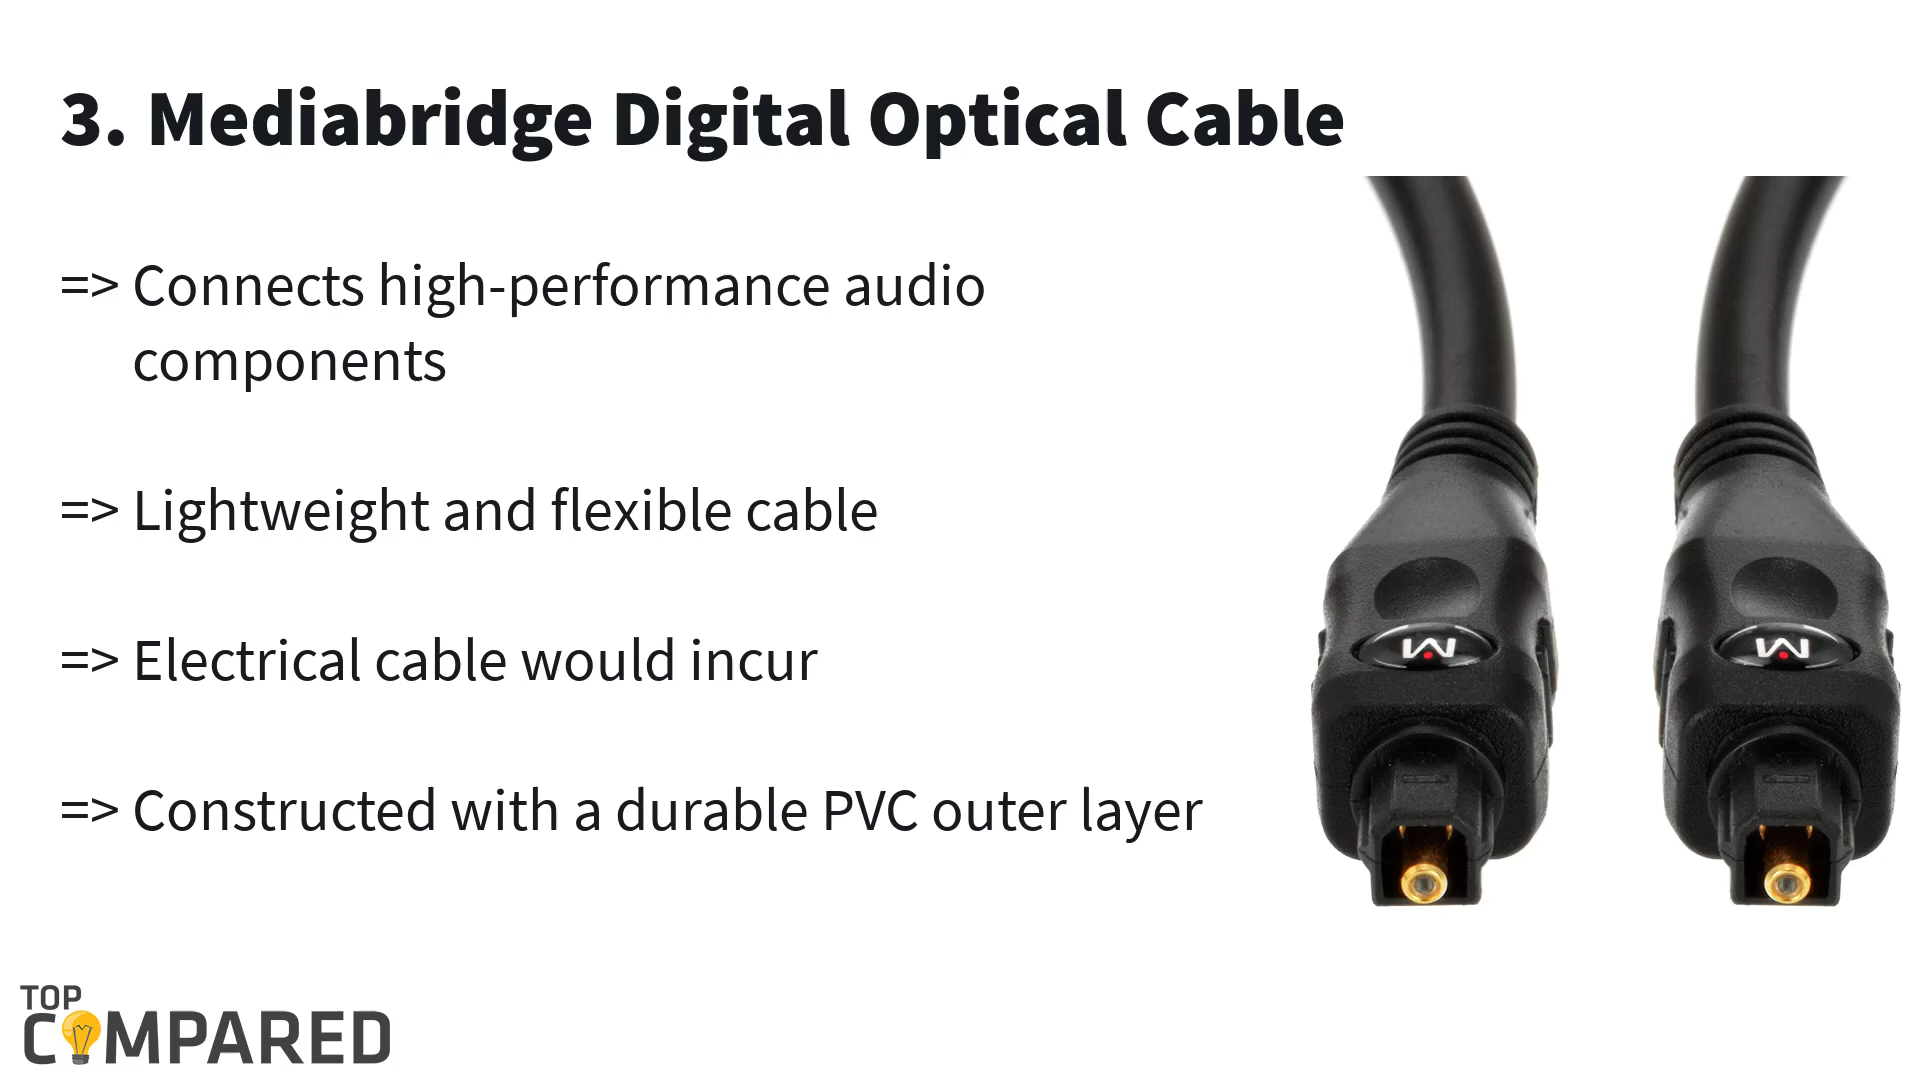 3. Mediabridge Digital Optical Cable
=> Connects high-performance audio
components
=> Lightweight and flexible cable
=> Electrical cable would incur
=> Constructed with a durable PVC outer layer
M M
TOP
COMPARED